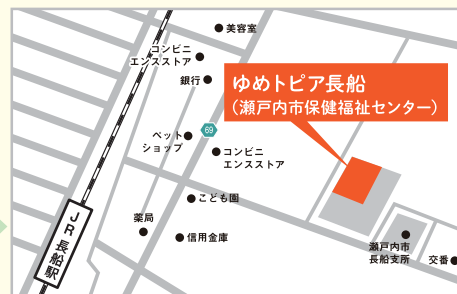 美容室
コンビニ
エンスストア
銀行
ゆめトピア長船
(瀬戸内市保健福祉センター)
69
ペット
ショップ
コンビニ
エンスストア
こども園
薬局
信用金庫
JR長船駅
瀬戸内市
長船支所
交番